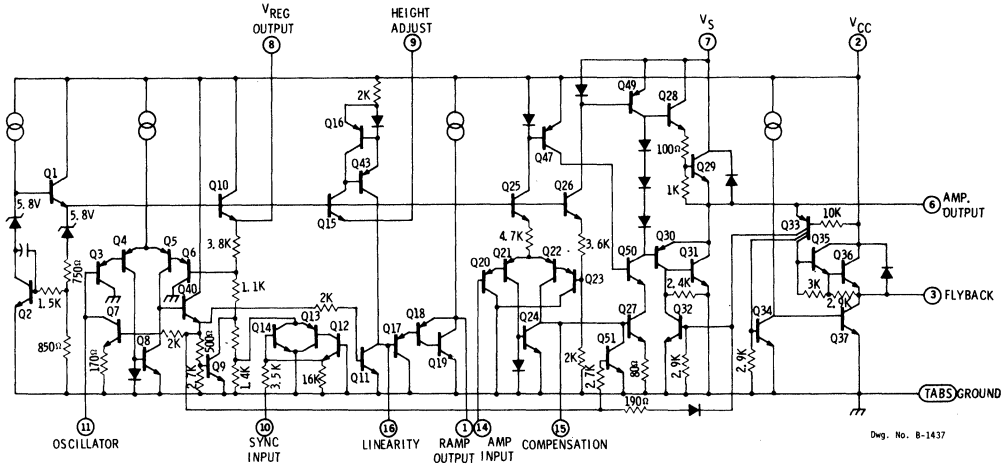 V REG
OUTPUT
8
HEIGHT
ADJUST
9
V S
7
V CC
2
2K
Q49
Q28
Q16
Q1
Q10
Q43
Q47
100Ω
Q29
1K
5.8V
5.8V
Q15
Q25
Q26
6 AMP. OUTPUT
Q33
10K
Q3
Q4
Q5
Q6
3.8K
4.7K
3.6K
Q35
Q36
750Ω
Q40
1.1K
Q20
Q21
Q22
Q23
Q50
Q30
Q31
3K
2.9K
3 FLYBACK
1.5K
Q2
Q7
2K
Q14
Q13
Q12
Q17
Q18
Q24
Q27
2.4K
Q32
Q34
Q37
850Ω
170Ω
Q8
2K
500Ω
2.7K
Q9
1.4K
3.5K
16K
Q11
Q19
2K
Q51
2.7K
80Ω
2.9K
2.9K
190Ω
TABS GROUND
11
OSCILLATOR
10
SYNC
INPUT
16
LINEARITY
1
RAMP
OUTPUT
14
AMP
INPUT
15
COMPENSATION
Dwg. No. B-1437